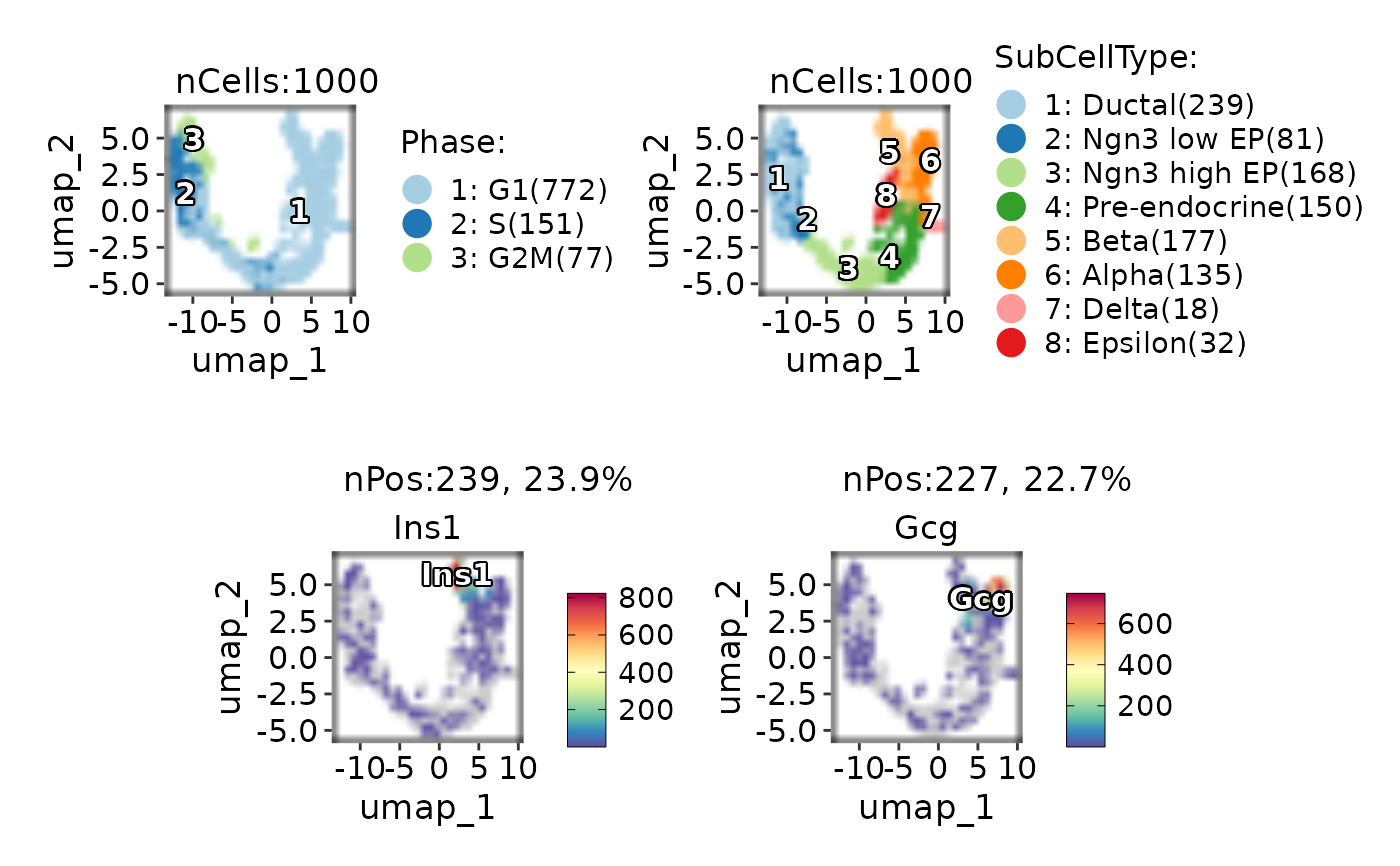 nCells:1000
umap_2
5.0
2.5
0.0
-2.5
-5.0
3
2
1
-10 -5 0 5 10
umap_1
Phase:
1: G1(772)
2: S(151)
3: G2M(77)
nCells:1000
umap_2
5.0
2.5
0.0
-2.5
-5.0
5
6
1
8
2
7
4
3
-10 -5 0 5 10
umap_1
SubCellType:
1: Ductal(239)
2: Ngn3 low EP(81)
3: Ngn3 high EP(168)
4: Pre-endocrine(150)
5: Beta(177)
6: Alpha(135)
7: Delta(18)
8: Epsilon(32)
nPos:239, 23.9%
Ins1
umap_2
5.0
2.5
0.0
-2.5
-5.0
Ins1
-10 -5 0 5 10
umap_1
800
600
400
200
nPos:227, 22.7%
Gcg
umap_2
5.0
2.5
0.0
-2.5
-5.0
Gcg
-10 -5 0 5 10
umap_1
600
400
200